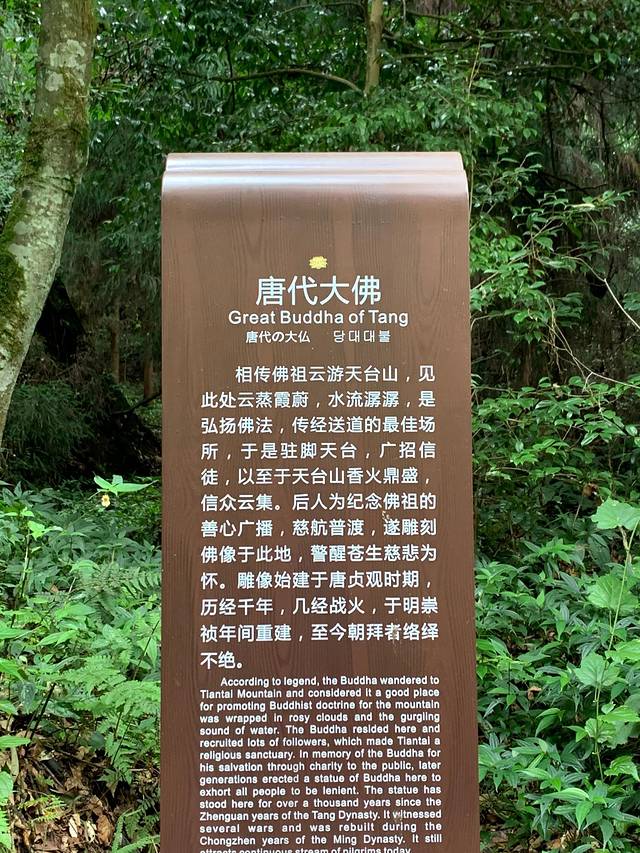 唐代大佛
Great Buddha of Tang
唐代の大仏 당대대불
相传佛祖云游天台山，见
此处云蒸霞蔚，水流潺潺，是
弘扬佛法，传经送道的最佳场
所，于是驻脚天台，广招信
徒，以至于天台山香火鼎盛，
信众云集。后人为纪念佛祖的
善心广播，慈航普渡，遂雕刻
佛像于此地，警醒苍生慈悲为
怀。雕像始建于唐贞观时期，
历经千年，几经战火，于明崇
祯年间重建，至今朝拜者络绎
不绝。
According to legend, the Buddha wandered to
Tiantai Mountain and considered it a good place
for promoting Buddhist doctrine for the mountain
was wrapped in rosy clouds and the gurgling
sound of water. The Buddha resided here and
recruited lots of followers, which made Tiantai a
religious sanctuary. In memory of the Buddha for
his salvation through charity to the public, later
generations erected a statue of Buddha here to
exhort all people to be lenient. The statue has
stood here for over a thousand years since the
Zhenguan years of the Tang Dynasty. It witnessed
several wars and was rebuilt during the
Chongzhen years of the Ming Dynasty. It still
attracts continuous stream of pilgrims today.